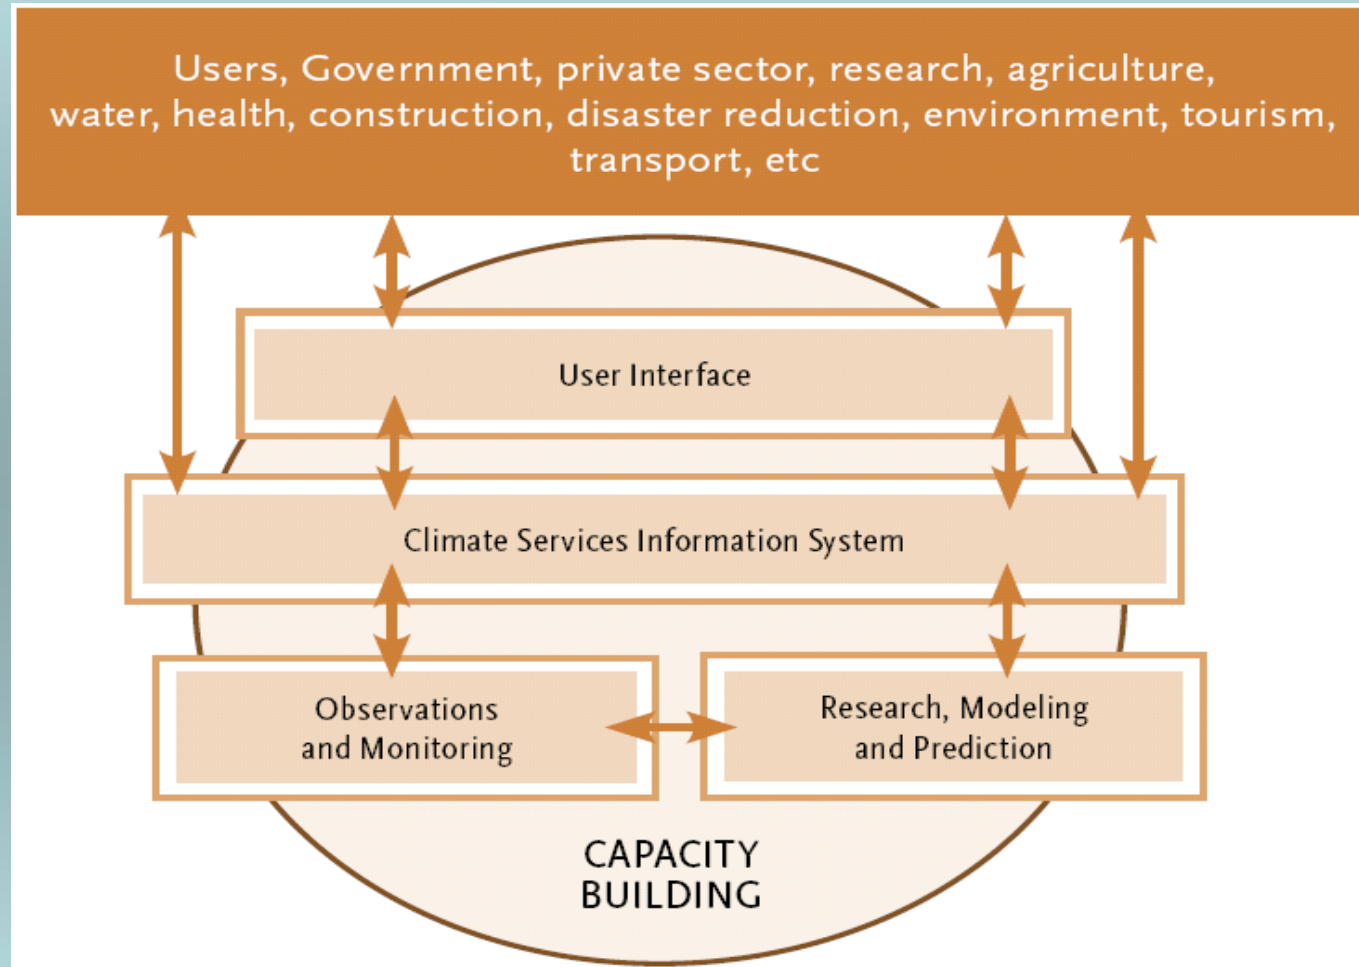 Users, Government, private sector, research, agriculture,
water, health, construction, disaster reduction, environment, tourism,
transport, etc
User Interface
Climate Services Information System
Observations
and Monitoring
Research, Modeling
and Prediction
CAPACITY
BUILDING